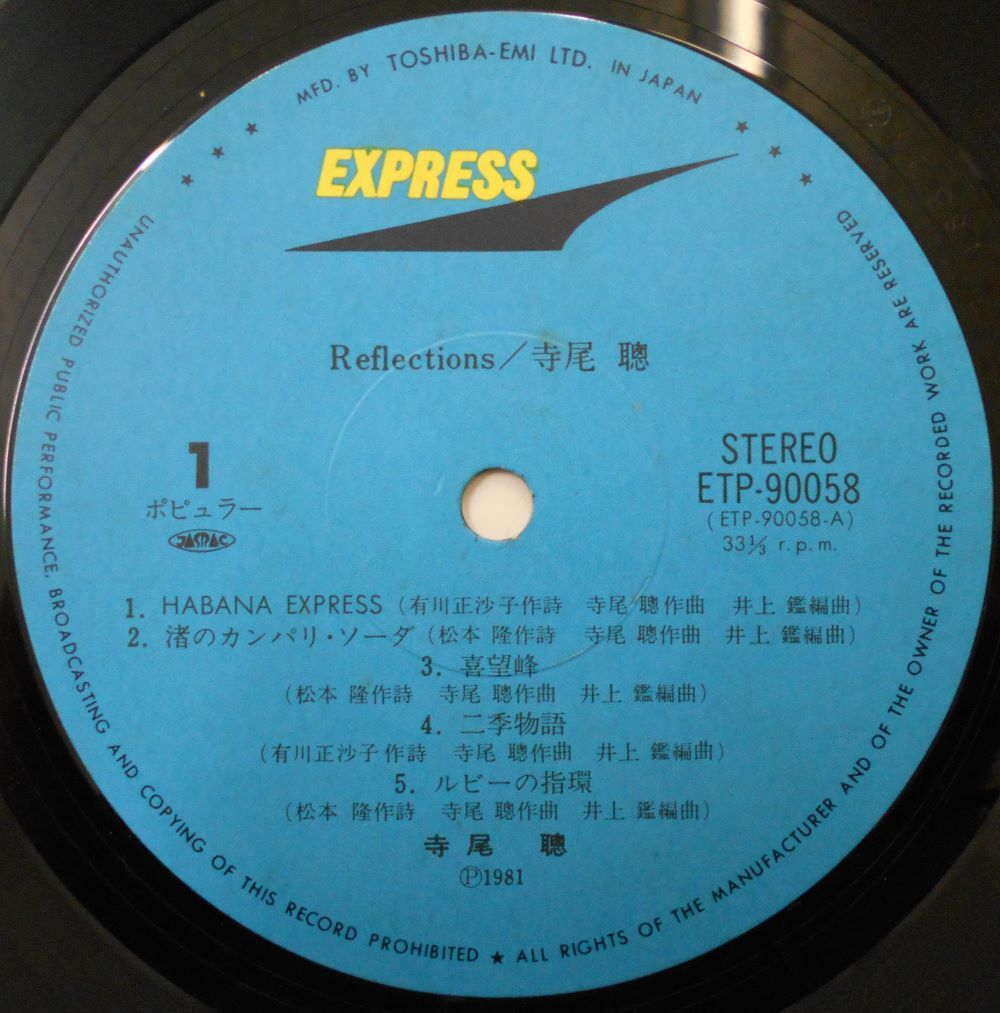 MFD. BY TOSHIBA-EMI LTD. IN JAPAN
EXPRESS
Reflections／寺尾 聰
1
ポピュラー
JASRAC
STEREO
ETP-90058
(ETP-90058-A)
33⅓ r.p.m.
1. HABANA EXPRESS (有川正沙子作詩 寺尾 聰作曲 井上 鑑編曲)
2. 渚のカンパリ・ソーダ (松本 隆作詩 寺尾 聰作曲 井上 鑑編曲)
3. 喜望峰
(松本 隆作詩 寺尾 聰作曲 井上 鑑編曲)
4. 二季物語
(有川正沙子作詩 寺尾 聰作曲 井上 鑑編曲)
5. ルビーの指環
(松本 隆作詩 寺尾 聰作曲 井上 鑑編曲)
寺尾 聰
Ⓟ1981
UNAUTHORIZED PUBLIC PERFORMANCE, BROADCASTING AND COPYING OF THIS RECORD PROHIBITED ★ ALL RIGHTS OF THE MANUFACTURER AND OF THE OWNER OF THE RECORDED WORK ARE RESERVED